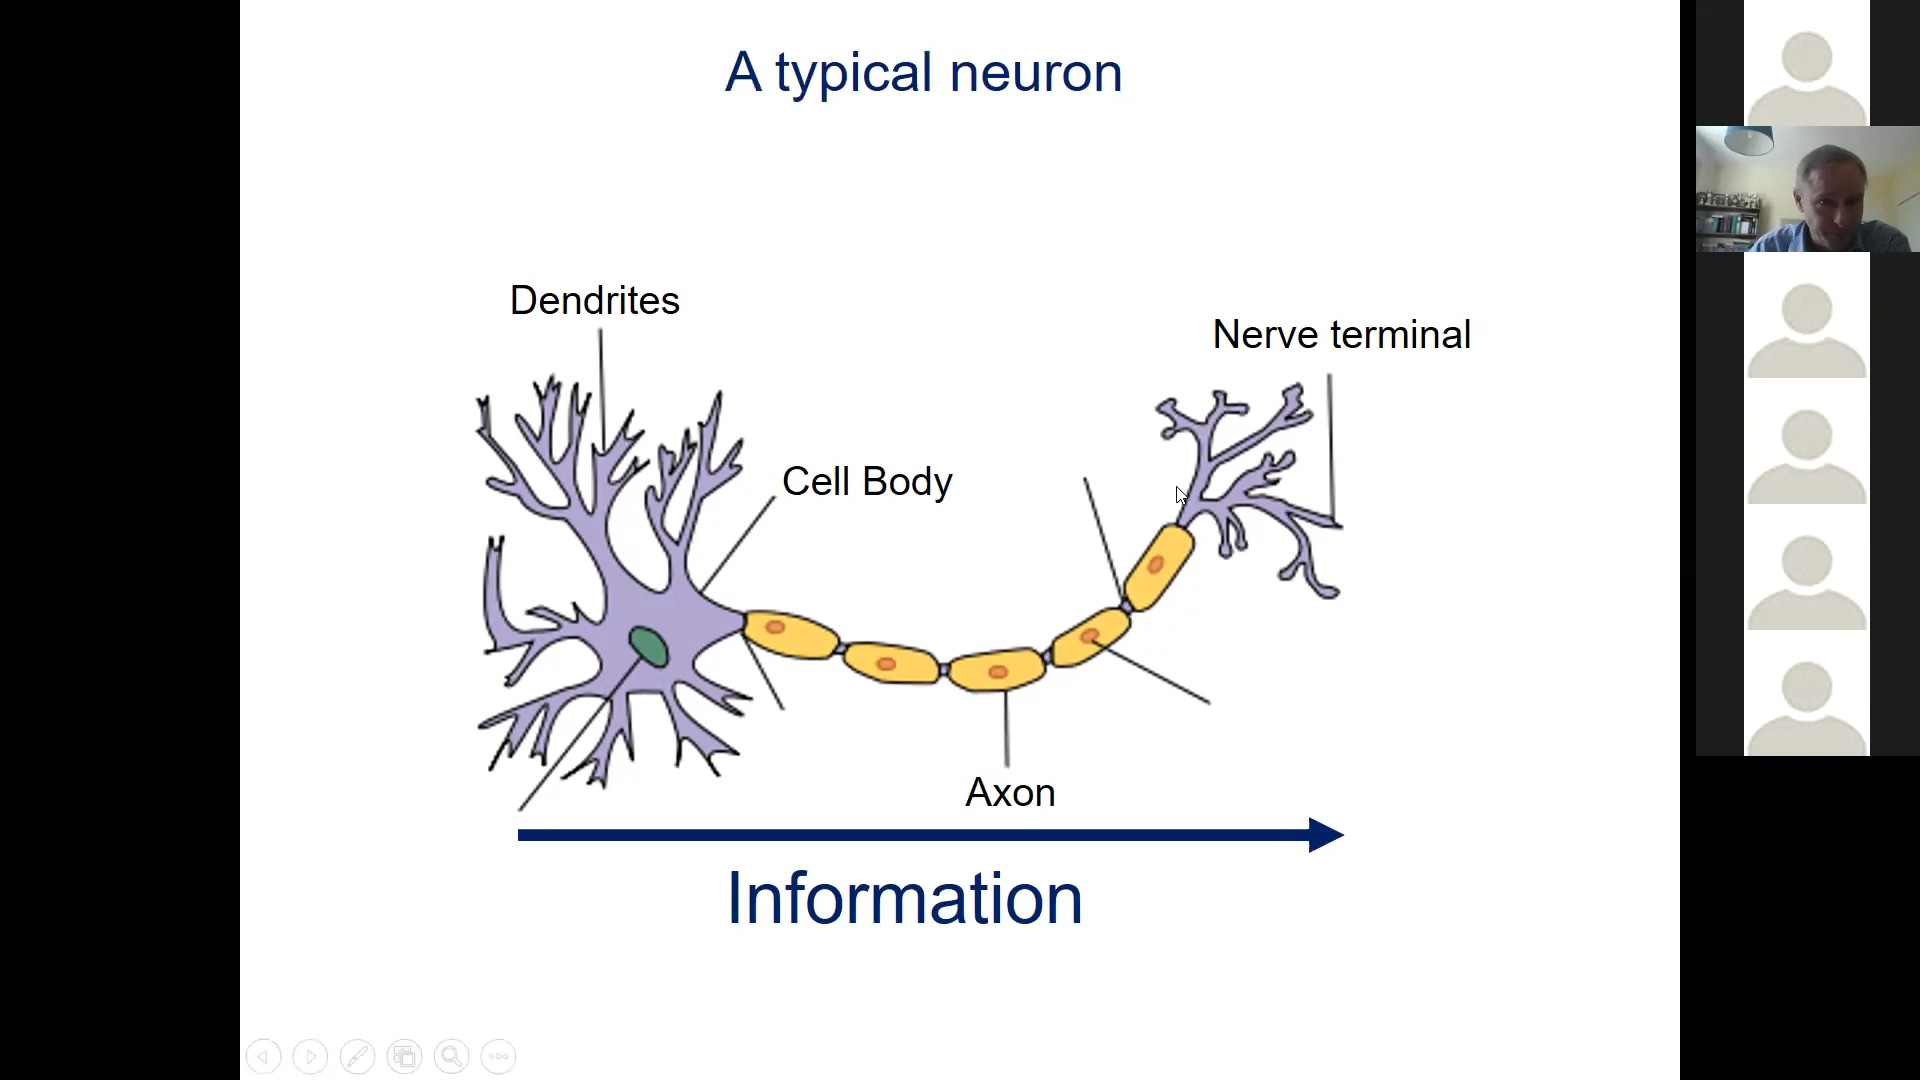 A typical neuron
Dendrites
Nerve terminal
Cell Body
Axon
Information